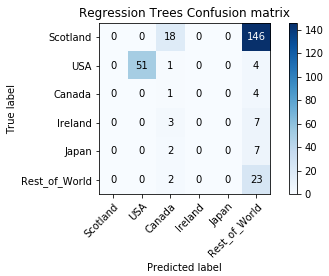 Regression Trees Confusion matrix
True label
Scotland 0 0 18 0 0 146
USA 0 51 1 0 0 4
Canada 0 0 1 0 0 4
Ireland 0 0 3 0 0 7
Japan 0 0 2 0 0 7
Rest_of_World 0 0 2 0 0 23
Scotland USA Canada Ireland Japan Rest_of_World
Predicted label
140
120
100
80
60
40
20
0